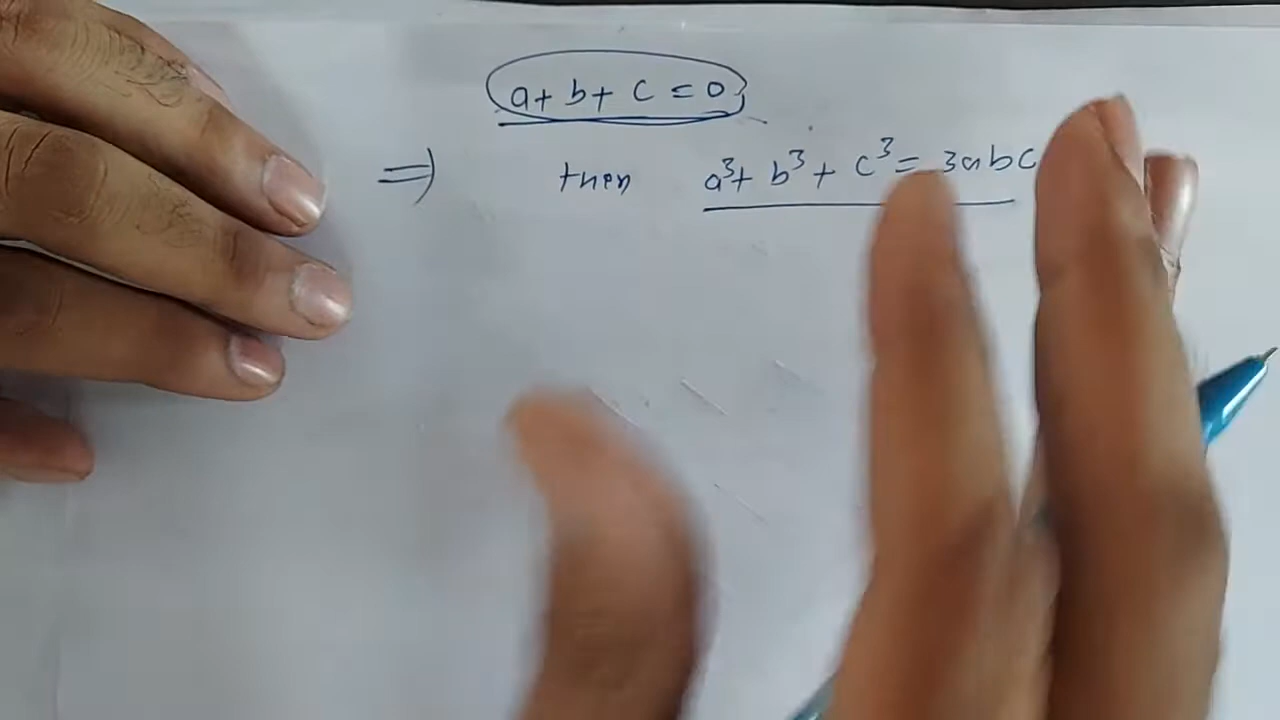 a + b + c = 0
⇒ then a³ + b³ + c³ = 3abc